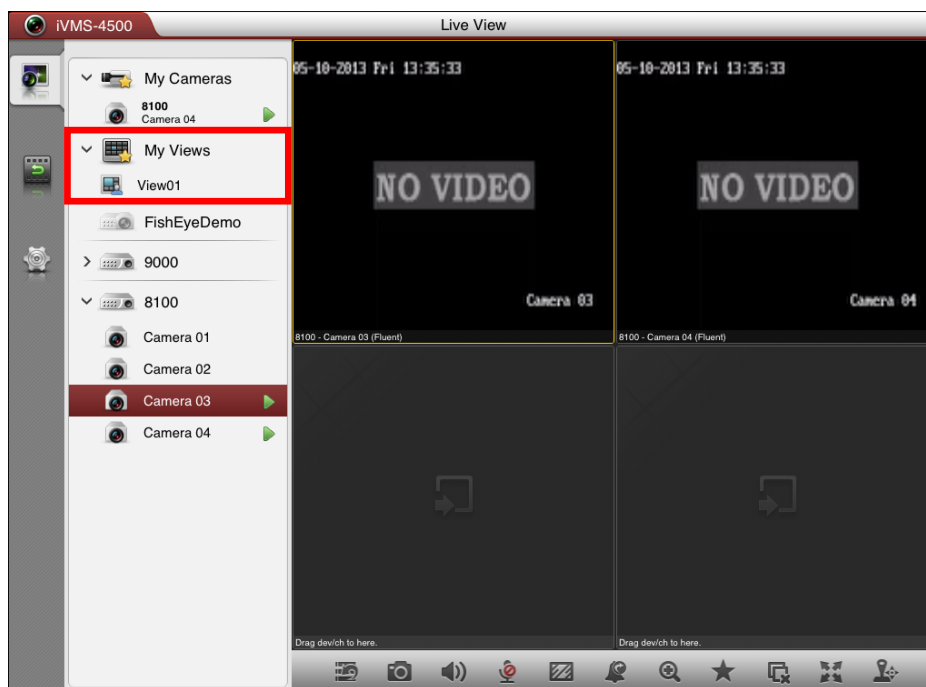 iVMS-4500
Live View
My Cameras
8100
Camera 04
My Views
View01
FishEyeDemo
9000
8100
Camera 01
Camera 02
Camera 03
Camera 04
05-10-2013 Fri 13:35:33
NO VIDEO
Camera 03
8100 - Camera 03 (Fluent)
05-10-2013 Fri 13:35:33
NO VIDEO
Camera 04
8100 - Camera 04 (Fluent)
Drag dev/ch to here.
Drag dev/ch to here.